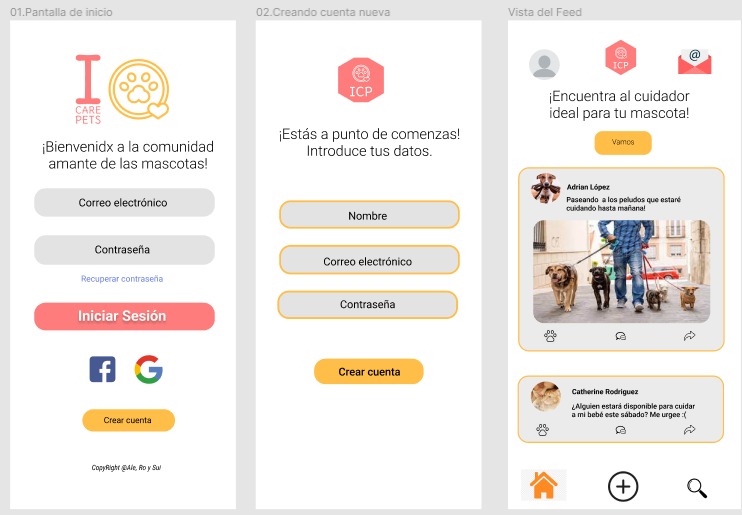 01.Pantalla de inicio
I
CARE
PETS
¡Bienvenidx a la comunidad
amante de las mascotas!
Correo electrónico
Contraseña
Recuperar contraseña
Iniciar Sesión
G
Crear cuenta
CopyRight @Ale, Ro y Sui
02.Creando cuenta nueva
ICP
¡Estás a punto de comenzas!
Introduce tus datos.
Nombre
Correo electrónico
Contraseña
Crear cuenta
Vista del Feed
ICP
@
¡Encuentra al cuidador
ideal para tu mascota!
Vamos
Adrian López
Paseando a los peludos que estaré
cuidando hasta mañana!
Catherine Rodriguez
¿Alguien estará disponible para cuidar
a mi bebé este sábado? Me urgee :(